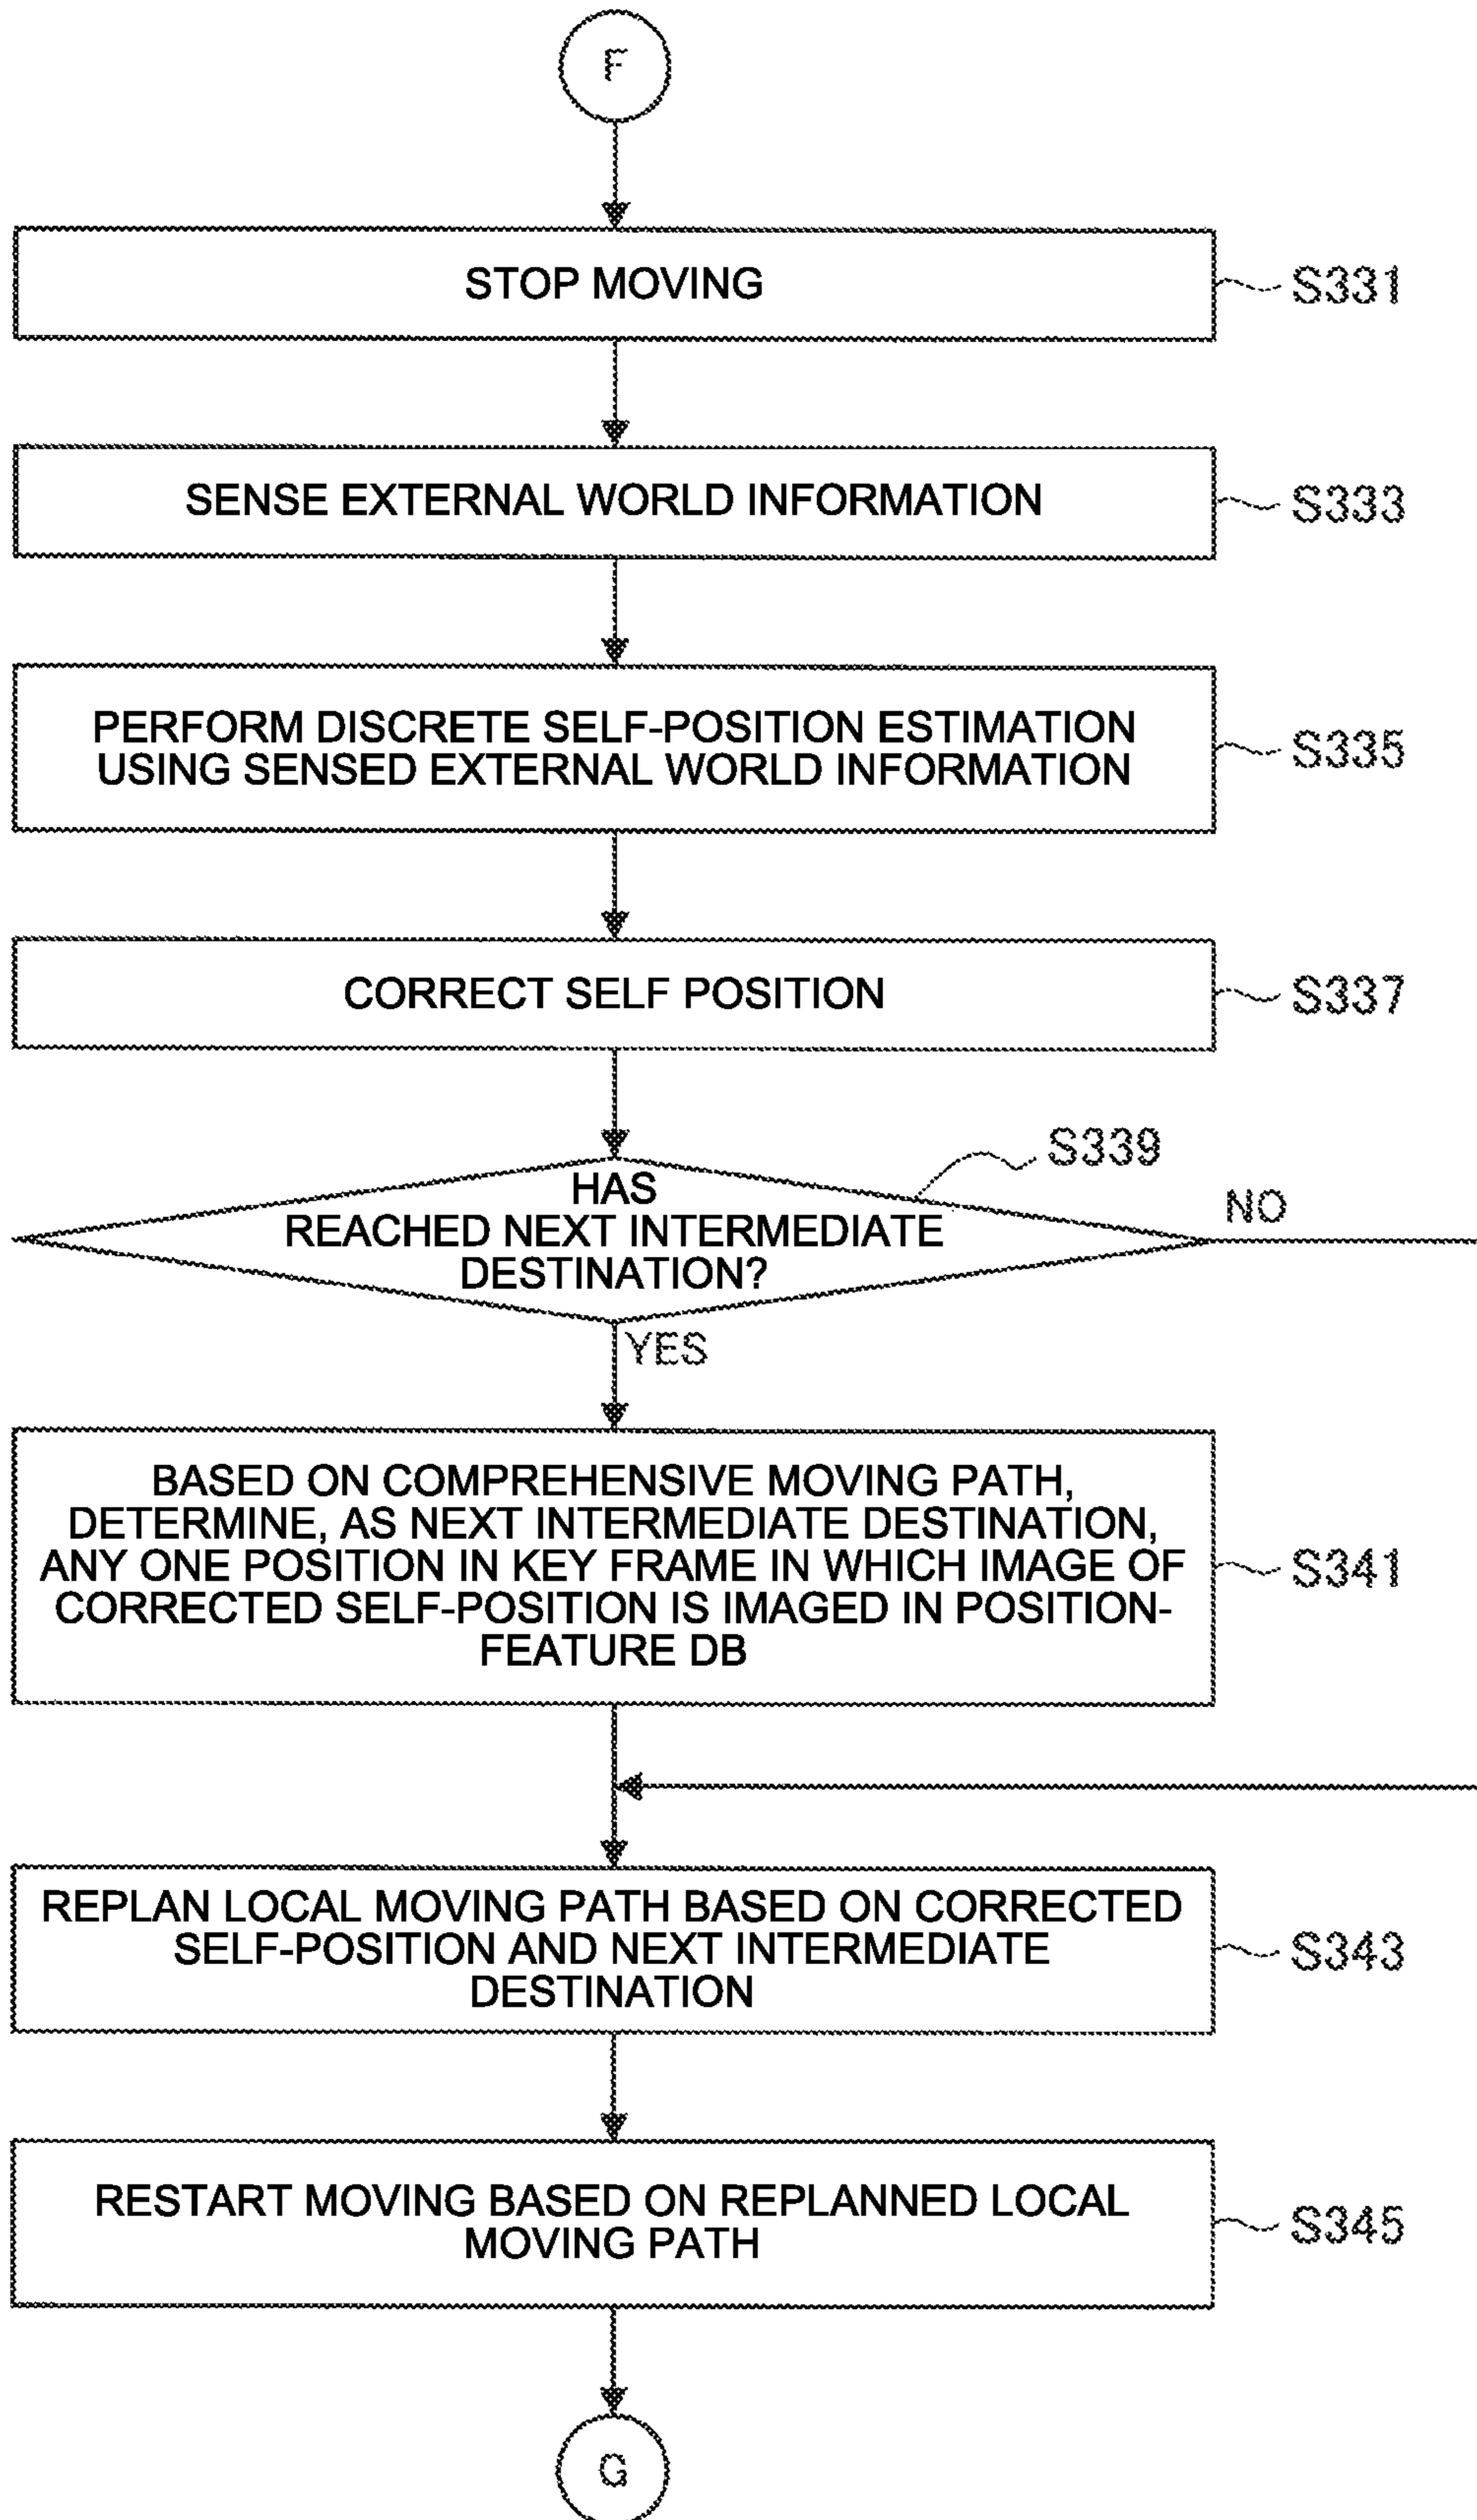 F
STOP MOVING
S331
SENSE EXTERNAL WORLD INFORMATION
S333
PERFORM DISCRETE SELF-POSITION ESTIMATION
USING SENSED EXTERNAL WORLD INFORMATION
S335
CORRECT SELF POSITION
S337
S339
HAS
REACHED NEXT INTERMEDIATE
DESTINATION?
NO
YES
BASED ON COMPREHENSIVE MOVING PATH,
DETERMINE, AS NEXT INTERMEDIATE DESTINATION,
ANY ONE POSITION IN KEY FRAME IN WHICH IMAGE OF
CORRECTED SELF-POSITION IS IMAGED IN POSITION-
FEATURE DB
S341
REPLAN LOCAL MOVING PATH BASED ON CORRECTED
SELF-POSITION AND NEXT INTERMEDIATE
DESTINATION
S343
RESTART MOVING BASED ON REPLANNED LOCAL
MOVING PATH
S345
G